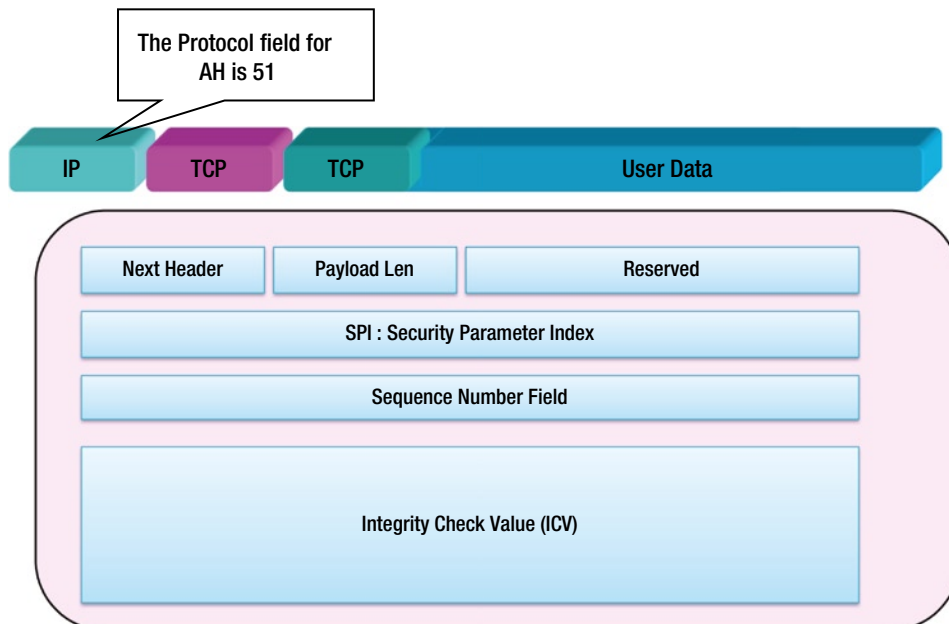 The Protocol field for
AH is 51
IP
TCP
TCP
User Data
Next Header
Payload Len
Reserved
SPI : Security Parameter Index
Sequence Number Field
Integrity Check Value (ICV)